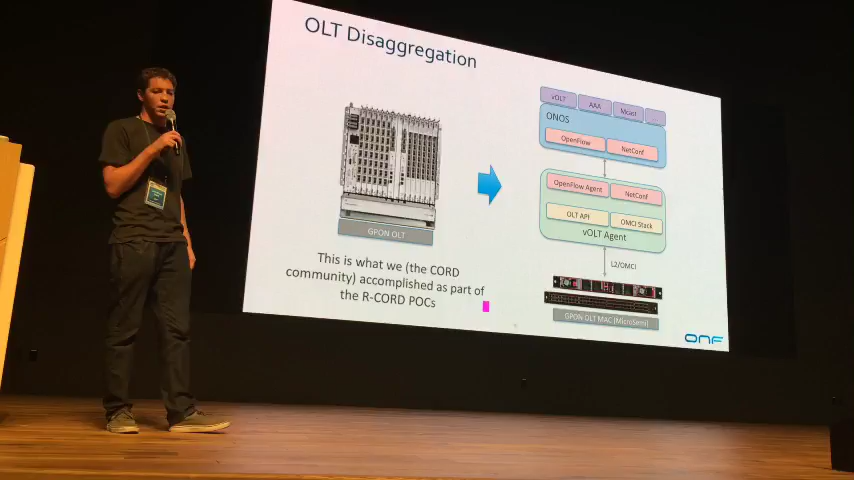 OLT Disaggregation
GPON OLT
This is what we (the CORD
community) accomplished as part of
the R-CORD POCs
vOLT
AAA
Mcast
...
ONOS
OpenFlow
NetConf
OpenFlow Agent
NetConf
OLT API
OMCI Stack
vOLT Agent
L2/OMCI
GPON OLT MAC (MicroSemi)
ONF